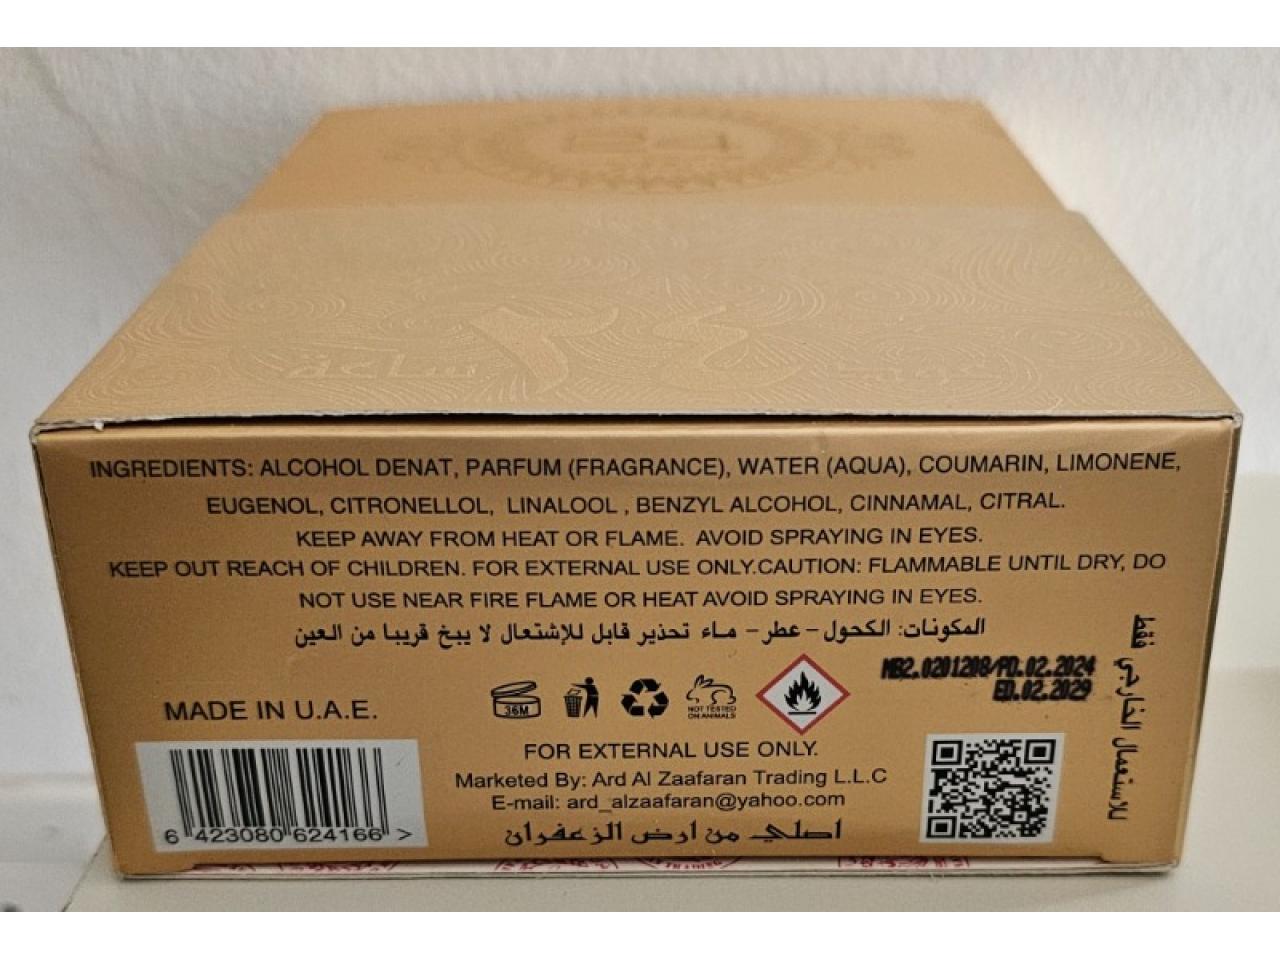 عود ٢٤ ساعة
INGREDIENTS: ALCOHOL DENAT, PARFUM (FRAGRANCE), WATER (AQUA), COUMARIN, LIMONENE,
EUGENOL, CITRONELLOL, LINALOOL , BENZYL ALCOHOL, CINNAMAL, CITRAL.
KEEP AWAY FROM HEAT OR FLAME. AVOID SPRAYING IN EYES.
KEEP OUT REACH OF CHILDREN. FOR EXTERNAL USE ONLY.CAUTION: FLAMMABLE UNTIL DRY, DO
NOT USE NEAR FIRE FLAME OR HEAT AVOID SPRAYING IN EYES.
المكونات: الكحول - عطر - ماء تحذير قابل للإشتعال لا يبخ قريبا من العين
للاستعمال الخارجي فقط
MB2.0201208/PD.02.2024
ED.02.2029
36M
NOT TESTED
ON ANIMALS
MADE IN U.A.E.
FOR EXTERNAL USE ONLY.
Marketed By: Ard Al Zaafaran Trading L.L.C
E-mail: ard_alzaafaran@yahoo.com
اصلي من ارض الزعفران
6 423080 624166 >